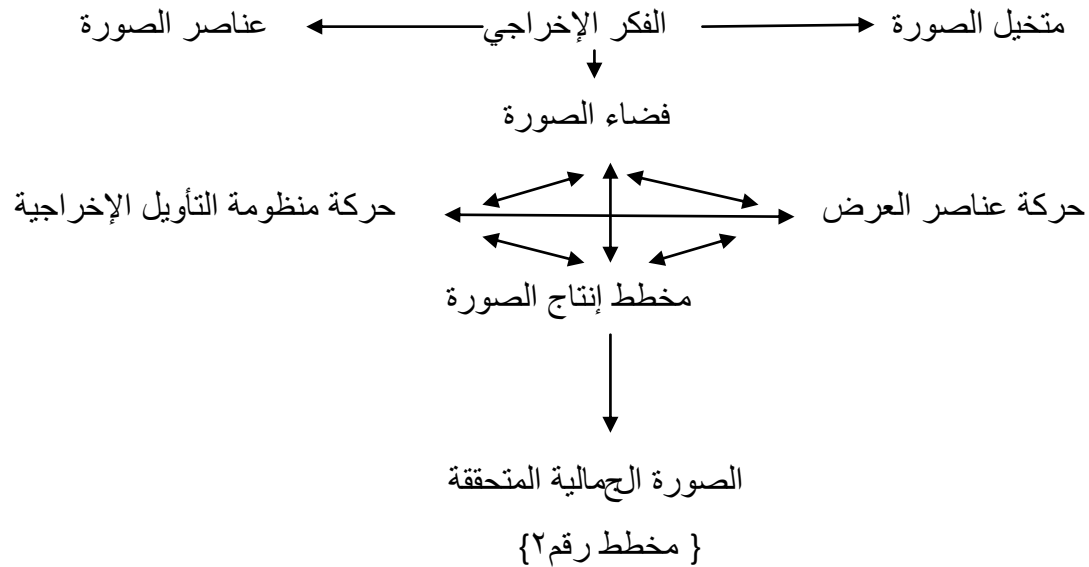 متخيل الصورة الفكر الإخراجي عناصر الصورة
فضاء الصورة
حركة عناصر العرض حركة منظومة التأويل الإخراجية
مخطط إنتاج الصورة
الصورة الجمالية المتحققة
{ مخطط رقم٢}